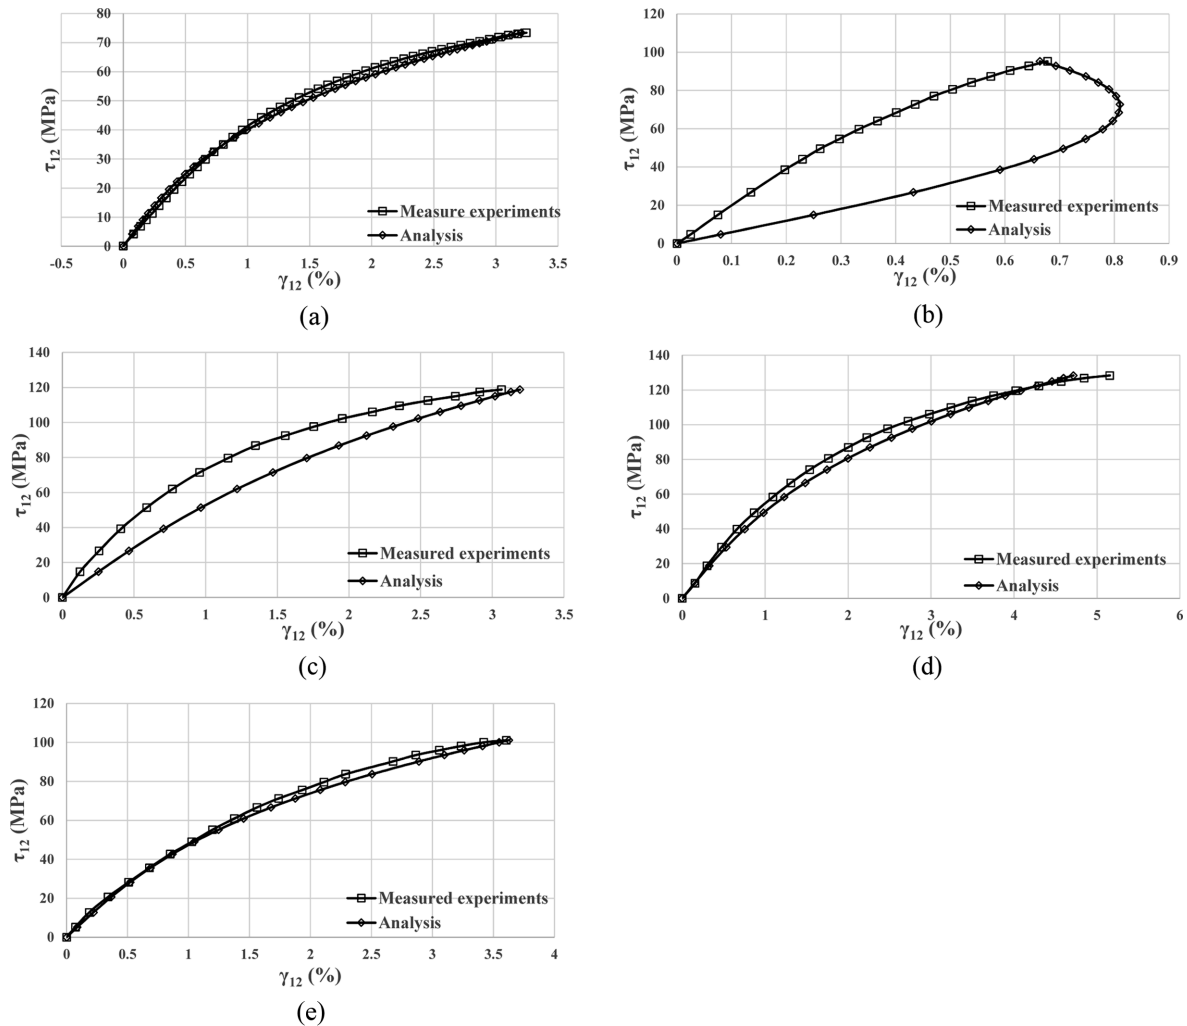 80
70
60
50
40
30
20
10
0
τ12 (MPa)
-0.5 0 0.5 1 1.5 2 2.5 3 3.5
γ12 (%)
Measure experiments
Analysis
(a)
120
100
80
60
40
20
0
τ12 (MPa)
0 0.1 0.2 0.3 0.4 0.5 0.6 0.7 0.8 0.9
γ12 (%)
Measured experiments
Analysis
(b)
140
120
100
80
60
40
20
0
τ12 (MPa)
0 0.5 1 1.5 2 2.5 3 3.5
γ12 (%)
Measured experiments
Analysis
(c)
140
120
100
80
60
40
20
0
τ12 (MPa)
0 1 2 3 4 5 6
γ12 (%)
Measured experiments
Analysis
(d)
120
100
80
60
40
20
0
τ12 (MPa)
0 0.5 1 1.5 2 2.5 3 3.5 4
γ12 (%)
Measured experiments
Analysis
(e)